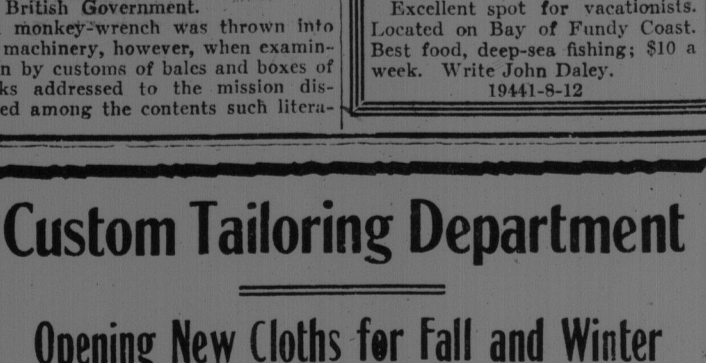 British Government.
monkey-wrench was thrown into
machinery, however, when examin-
n by customs of bales and boxes of
ks addressed to the mission dis-
ed among the contents such litera-
Excellent spot for vacationists.
Located on Bay of Fundy Coast.
Best food, deep-sea fishing; $10 a
week. Write John Daley.
19441-8-12
Custom Tailoring Department
Opening New Cloths for Fall and Winter